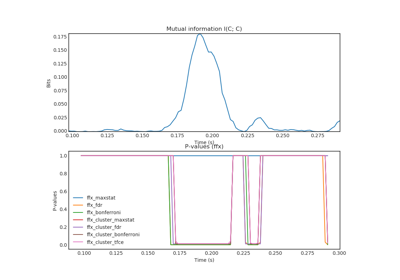 Mutual information I(C; C)
0.175
0.150
0.125
0.100
0.075
0.050
0.025
0.000
Bits
0.100 0.125 0.150 0.175 0.200 0.225 0.250 0.275
Time (s)
P-values (ffx)
1.0
0.8
0.6
0.4
0.2
0.0
P-values
ffx_maxstat
ffx_fdr
ffx_bonferroni
ffx_cluster_maxstat
ffx_cluster_fdr
ffx_cluster_bonferroni
ffx_cluster_tfce
0.100 0.125 0.150 0.175 0.200 0.225 0.250 0.275 0.300
Time (s)